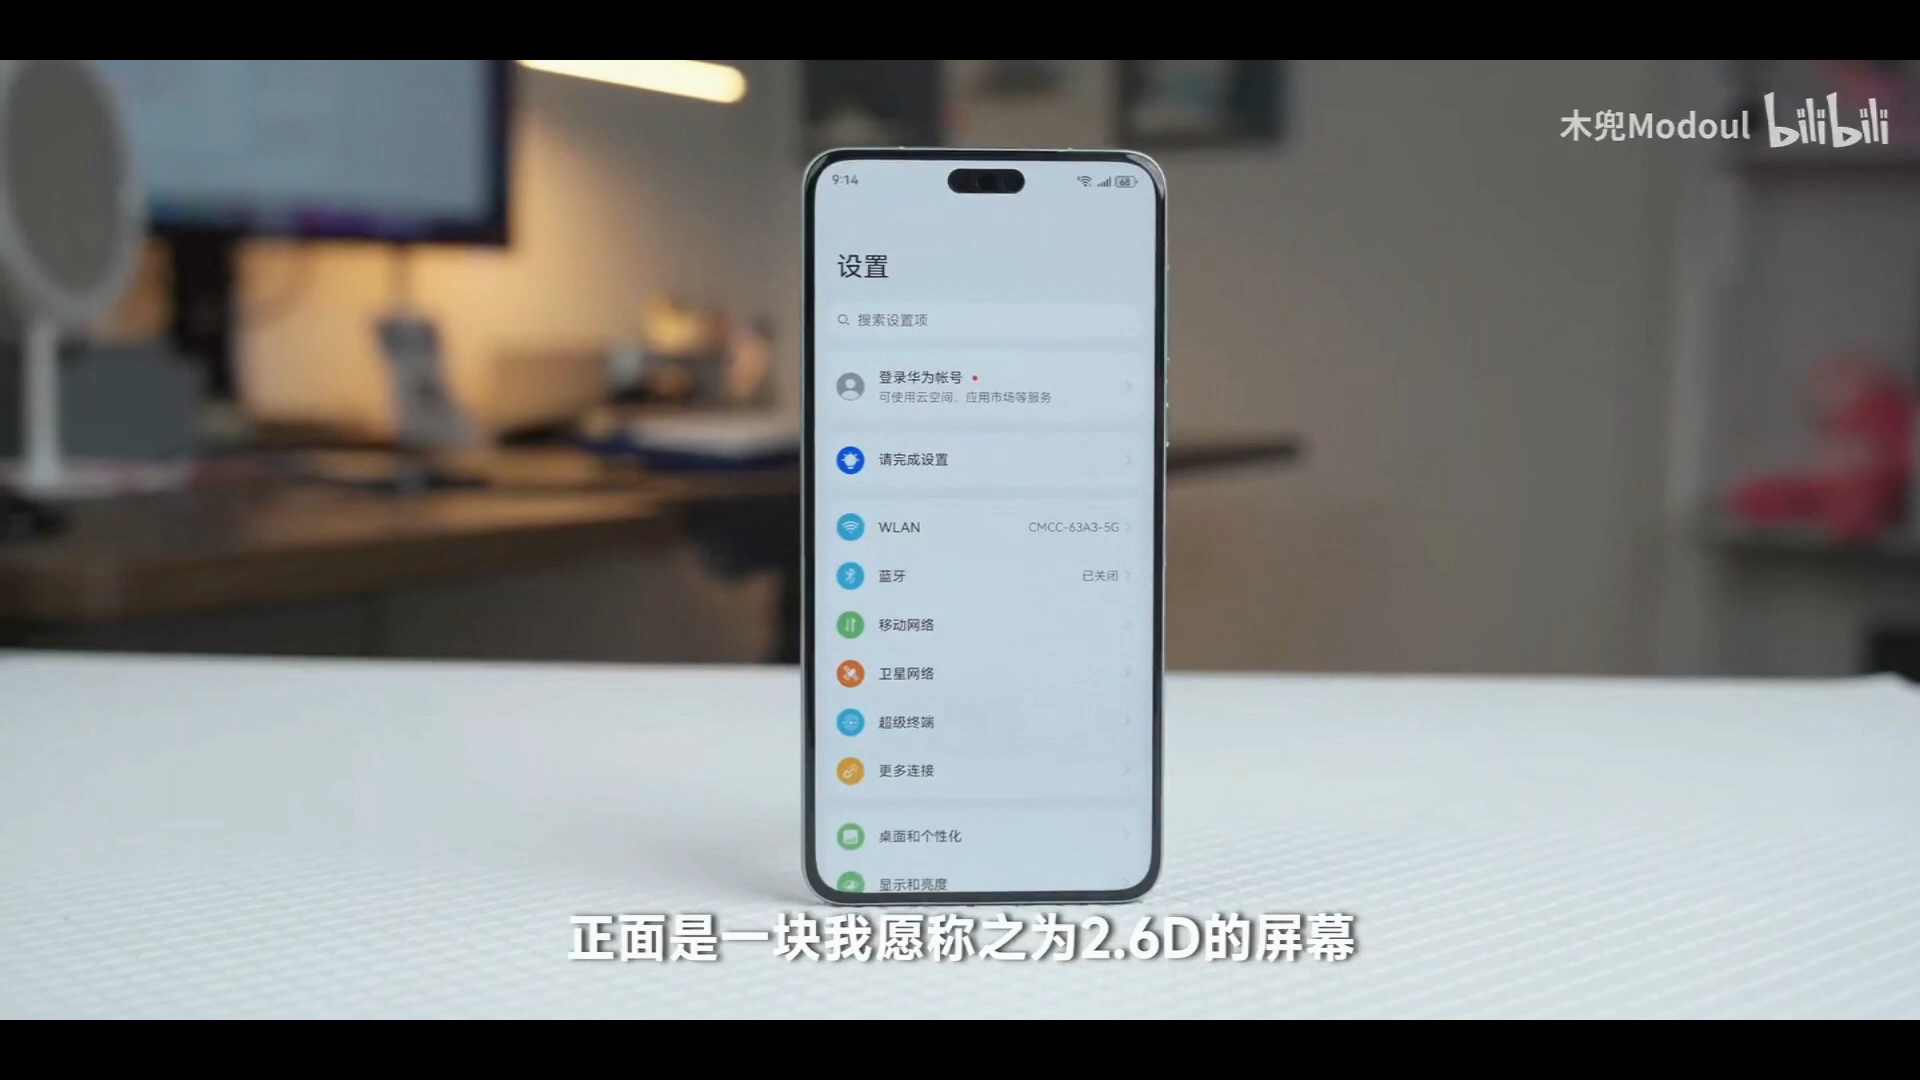 木兜Modoul bilibili
9:14
68
设置
搜索设置项
登录华为帐号
可使用云空间、应用市场等服务
请完成设置
WLAN CMCC-63A3-5G
蓝牙 已关闭
移动网络
卫星网络
超级终端
更多连接
桌面和个性化
显示和亮度
正面是一块我愿称之为2.6D的屏幕